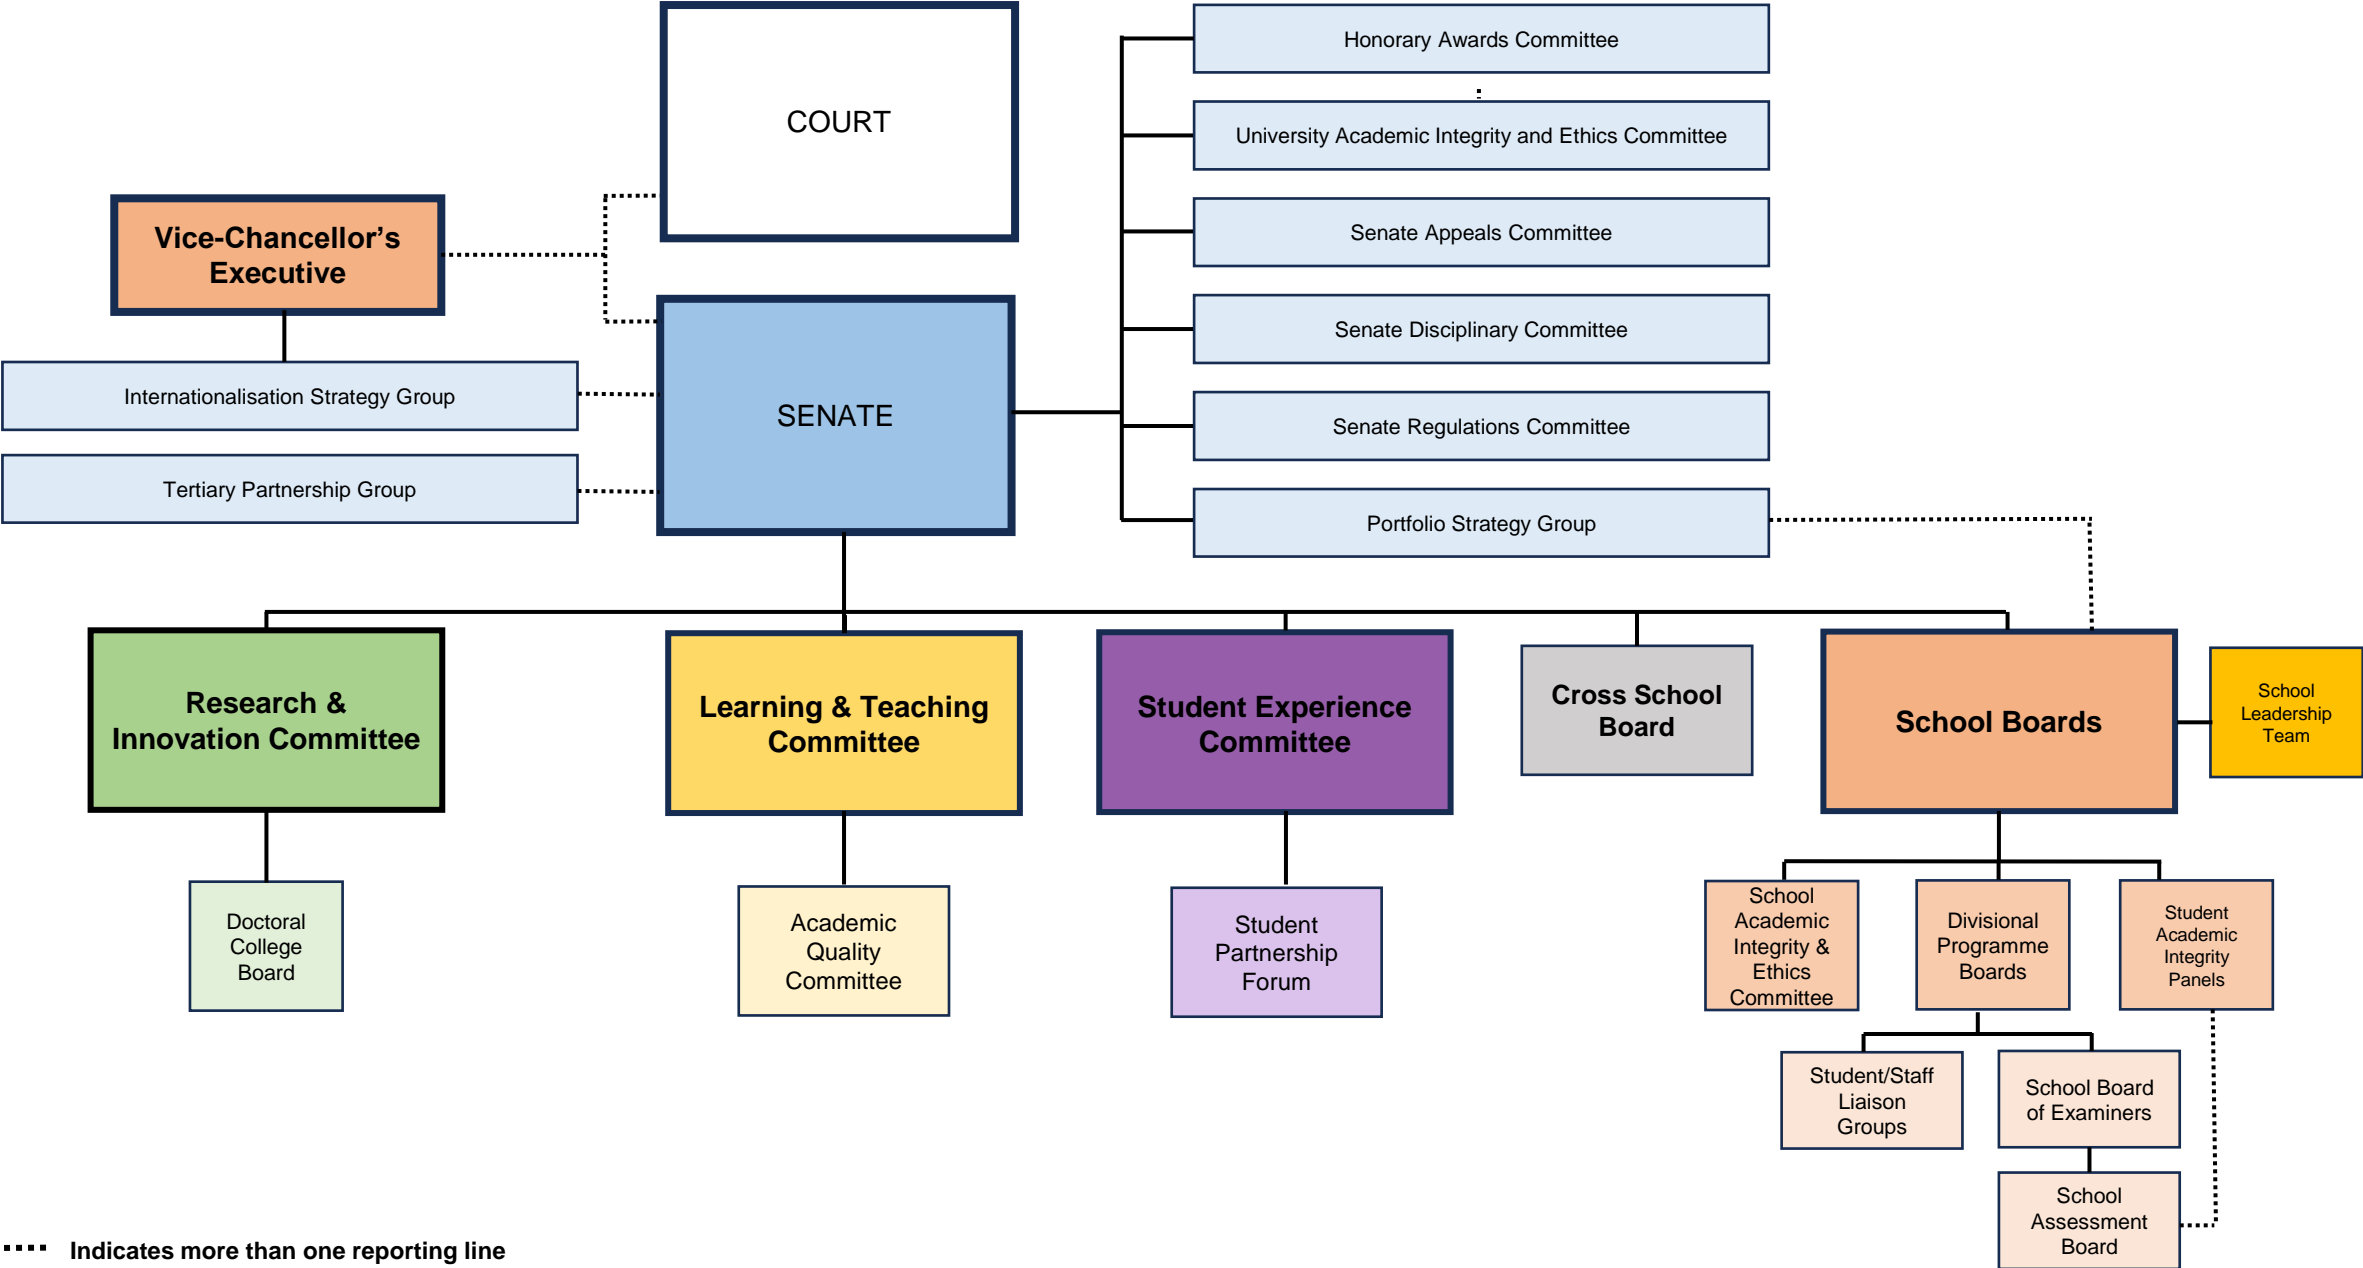 COURT
Honorary Awards Committee
University Academic Integrity and Ethics Committee
Vice-Chancellor’s
Executive
Senate Appeals Committee
Senate Disciplinary Committee
Internationalisation Strategy Group
SENATE
Senate Regulations Committee
Tertiary Partnership Group
Portfolio Strategy Group
Research &
Innovation Committee
Learning & Teaching
Committee
Student Experience
Committee
Cross School
Board
School Boards
School
Leadership
Team
Doctoral
College
Board
Academic
Quality
Committee
Student
Partnership
Forum
School
Academic
Integrity &
Ethics
Committee
Divisional
Programme
Boards
Student
Academic
Integrity
Panels
Student/Staff
Liaison
Groups
School Board
of Examiners
School
Assessment
Board
Indicates more than one reporting line